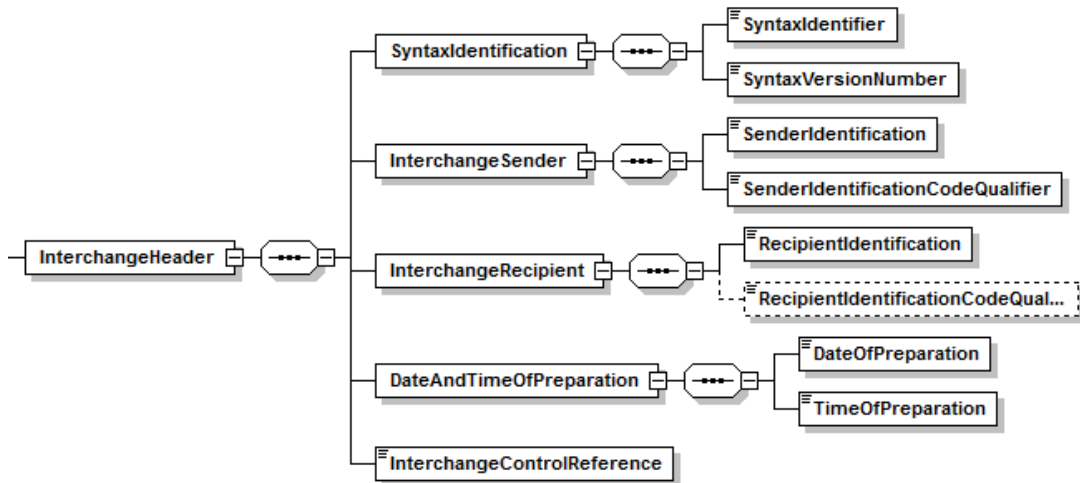 SyntaxIdentifier
SyntaxIdentification
SyntaxVersionNumber
SenderIdentification
InterchangeSender
SenderIdentificationCodeQualifier
RecipientIdentification
InterchangeHeader
InterchangeRecipient
RecipientIdentificationCodeQual...
DateOfPreparation
DateAndTimeOfPreparation
TimeOfPreparation
InterchangeControlReference